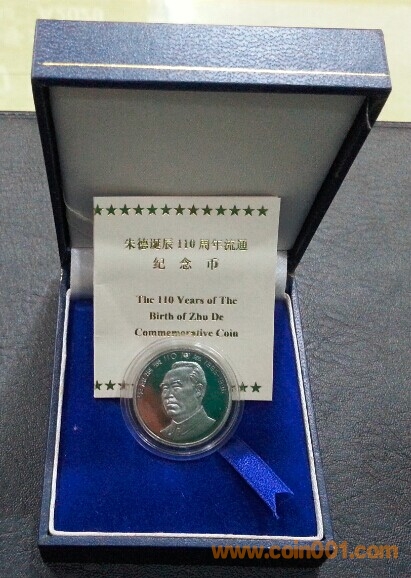 朱德诞辰110周年流通
纪念币
The 110 Years of The
Birth of Zhu De
Commemorative Coin
www.coin001.com